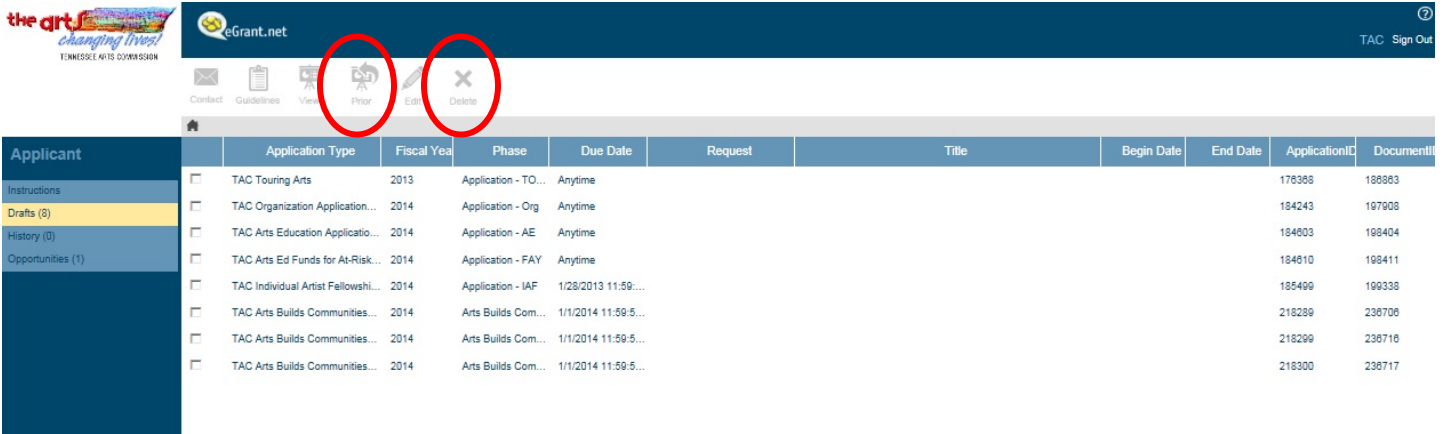 the arts
changing lives!
TENNESSEE ARTS COMMISSION
eGrant.net
TAC Sign Out
Contact Guidelines View Prior Edit Delete
Applicant
Instructions
Drafts (8)
History (0)
Opportunities (1)
Application Type Fiscal Yea Phase Due Date Request Title Begin Date End Date ApplicationID DocumentI
TAC Touring Arts 2013 Application - TO... Anytime 176368 186863
TAC Organization Application... 2014 Application - Org Anytime 184243 197908
TAC Arts Education Applicatio... 2014 Application - AE Anytime 184603 198404
TAC Arts Ed Funds for At-Risk... 2014 Application - FAY Anytime 184610 198411
TAC Individual Artist Fellowshi... 2014 Application - IAF 1/28/2013 11:59:... 185499 199338
TAC Arts Builds Communities... 2014 Arts Builds Com... 1/1/2014 11:59:5... 218289 236706
TAC Arts Builds Communities... 2014 Arts Builds Com... 1/1/2014 11:59:5... 218299 236716
TAC Arts Builds Communities... 2014 Arts Builds Com... 1/1/2014 11:59:5... 218300 236717